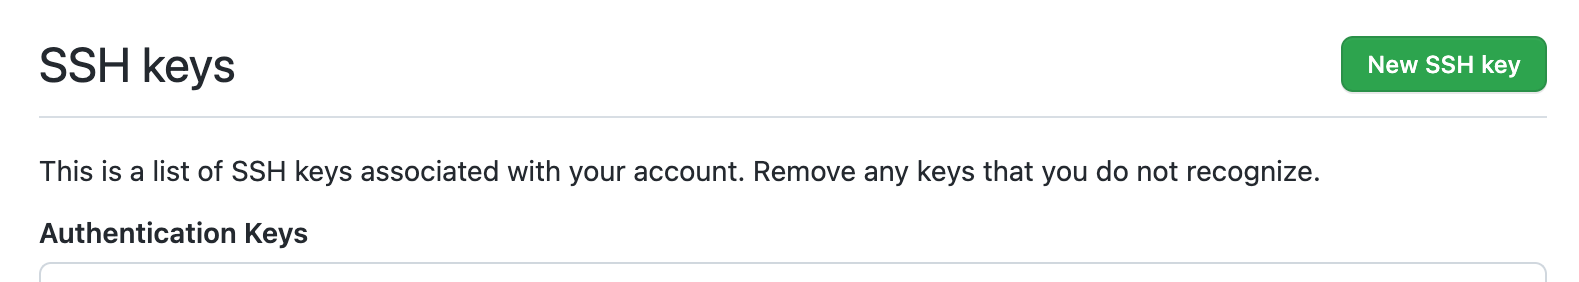 SSH keys
New SSH key
This is a list of SSH keys associated with your account. Remove any keys that you do not recognize.
Authentication Keys